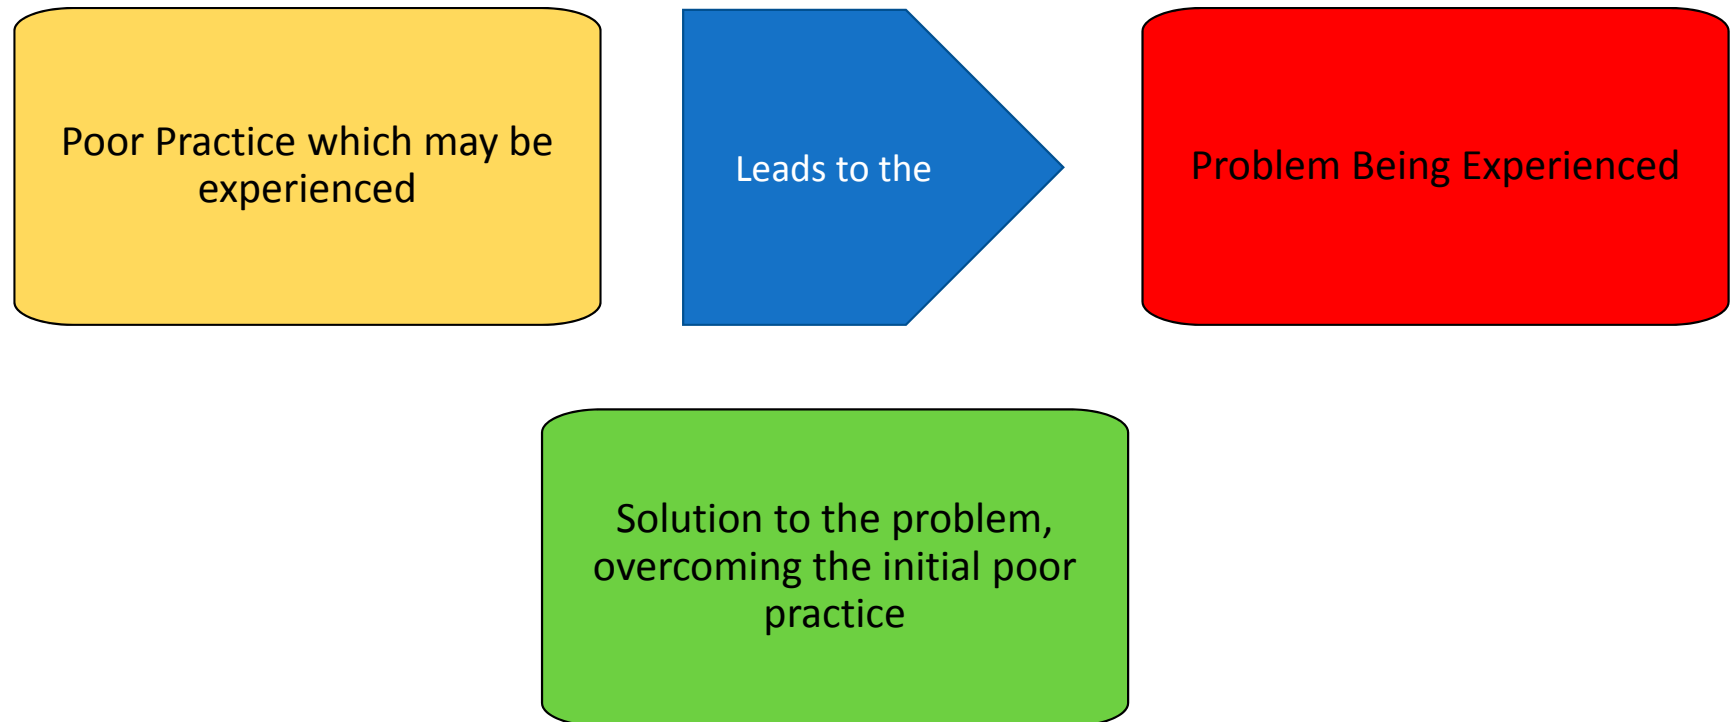 Poor Practice which may be
experienced
Leads to the
Problem Being Experienced
Solution to the problem,
overcoming the initial poor
practice